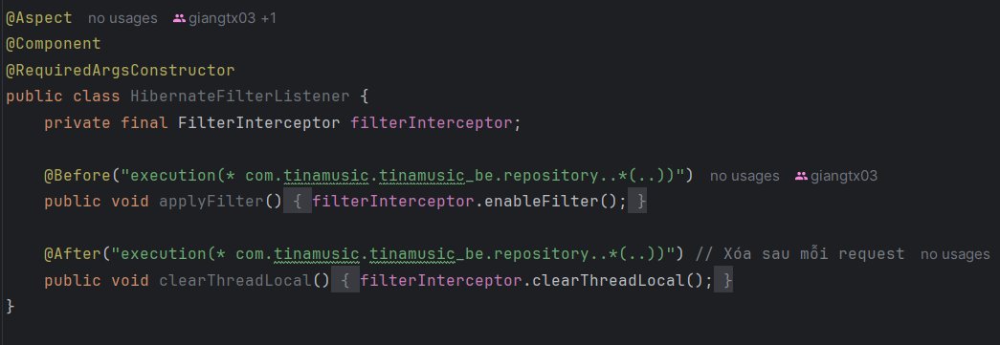 @Aspect no usages giangtx03 +1
@Component
@RequiredArgsConstructor
public class HibernateFilterListener {
    private final FilterInterceptor filterInterceptor;
    @Before("execution(* com.tinamusic.tinamusic_be.repository..*(..))") no usages giangtx03
    public void applyFilter() { filterInterceptor.enableFilter(); }
    @After("execution(* com.tinamusic.tinamusic_be.repository..*(..))") // Xóa sau mỗi request no usages
    public void clearThreadLocal() { filterInterceptor.clearThreadLocal(); }
}